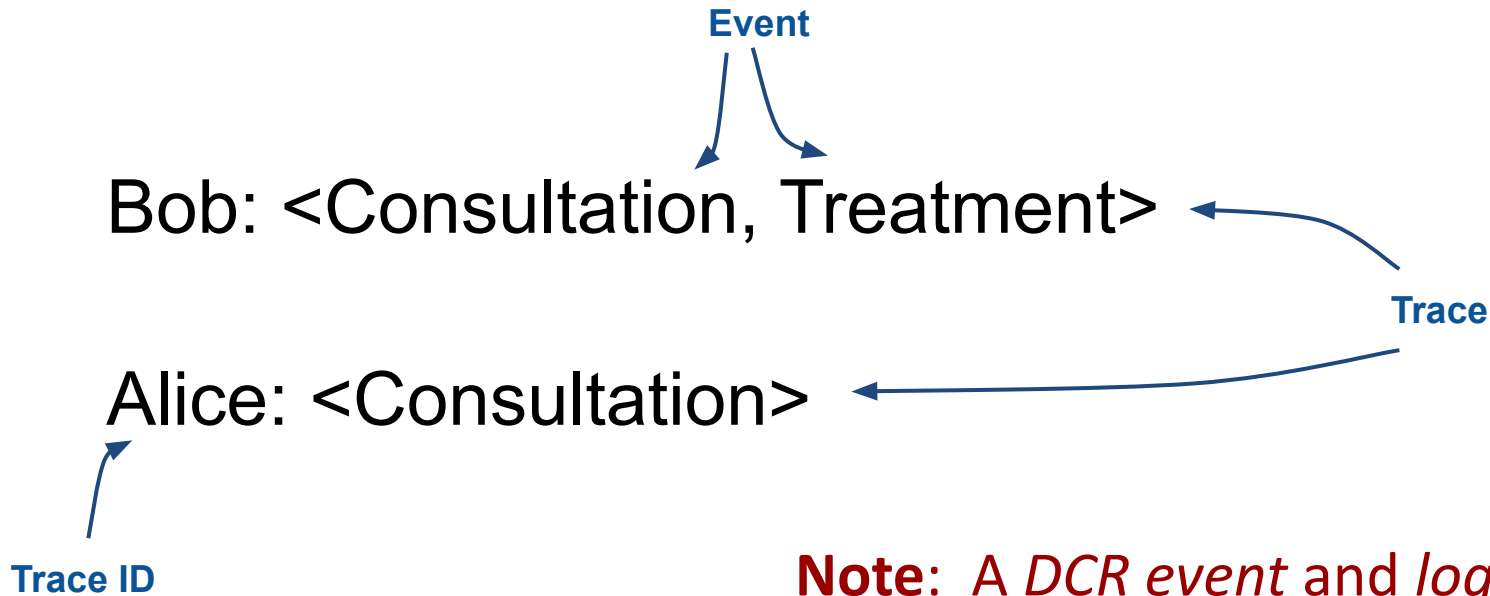 Event
Bob: <Consultation, Treatment>
Trace
Alice: <Consultation>
Trace ID
Note: A DCR event and